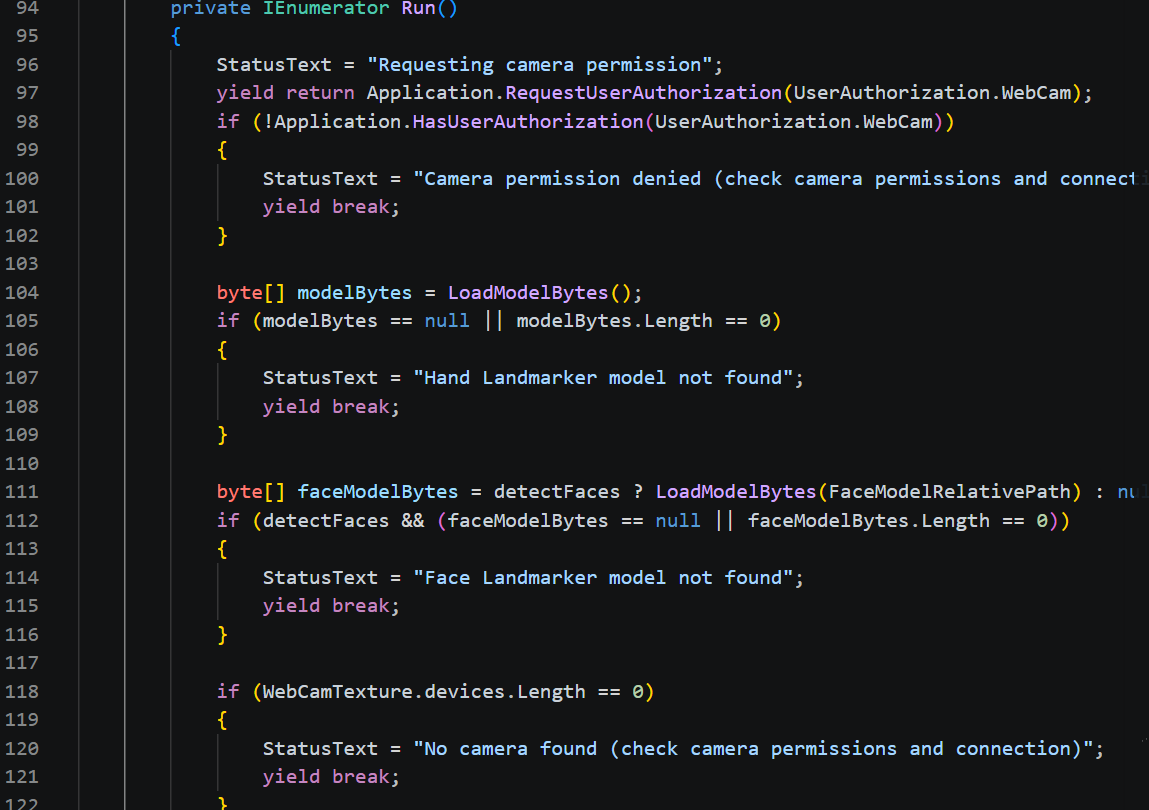 94 private IEnumerator Run()
95 {
96 StatusText = "Requesting camera permission";
97 yield return Application.RequestUserAuthorization(UserAuthorization.WebCam);
98 if (!Application.HasUserAuthorization(UserAuthorization.WebCam))
99 {
100 StatusText = "Camera permission denied (check camera permissions and connecti
101 yield break;
102 }
103
104 byte[] modelBytes = LoadModelBytes();
105 if (modelBytes == null || modelBytes.Length == 0)
106 {
107 StatusText = "Hand Landmarker model not found";
108 yield break;
109 }
110
111 byte[] faceModelBytes = detectFaces ? LoadModelBytes(FaceModelRelativePath) : nul
112 if (detectFaces && (faceModelBytes == null || faceModelBytes.Length == 0))
113 {
114 StatusText = "Face Landmarker model not found";
115 yield break;
116 }
117
118 if (WebCamTexture.devices.Length == 0)
119 {
120 StatusText = "No camera found (check camera permissions and connection)";
121 yield break;
122 }